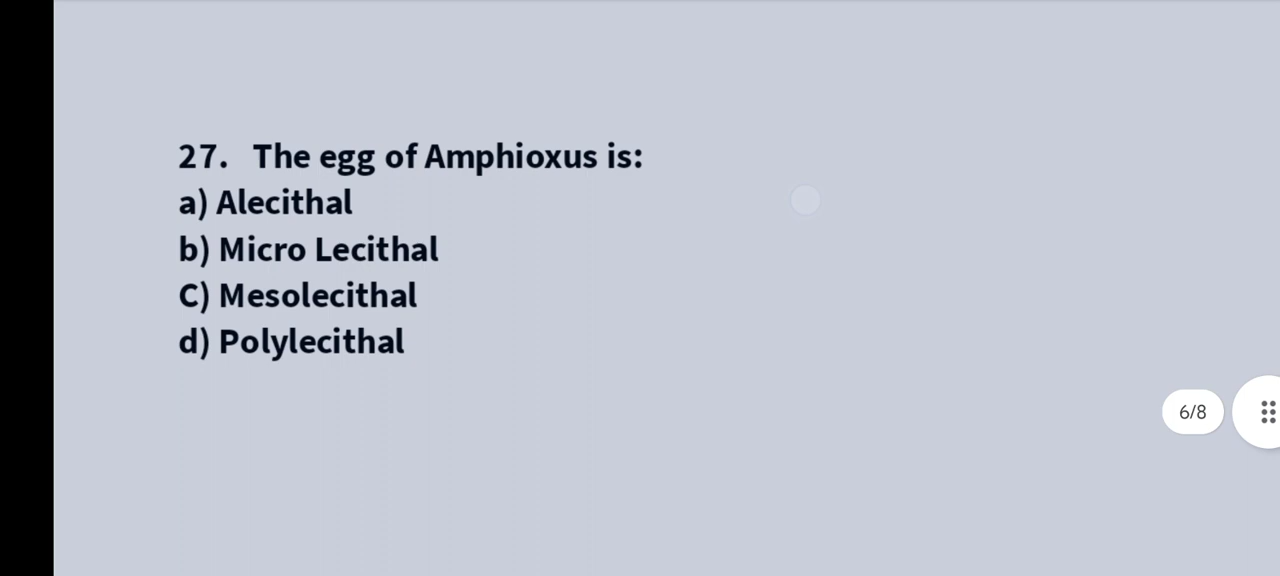 27. The egg of Amphioxus is:
a) Alecithal
b) Micro Lecithal
C) Mesolecithal
d) Polylecithal
6/8